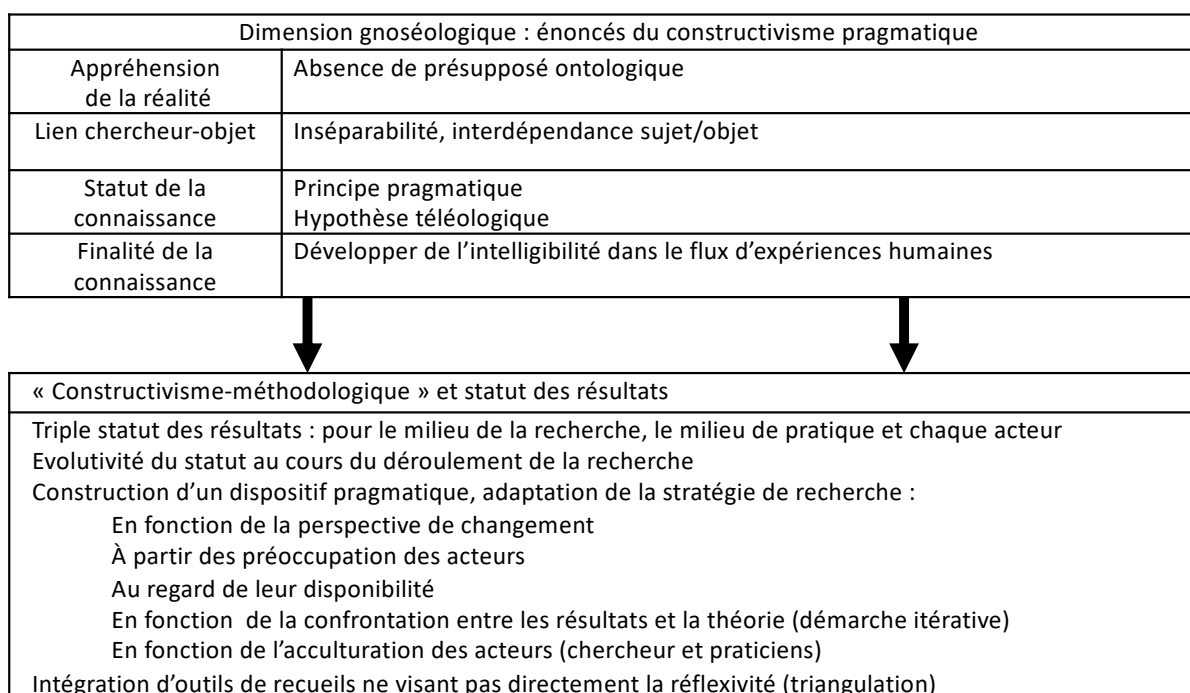 Dimension gnoséologique : énoncés du constructivisme pragmatique
Appréhension
de la réalité
Absence de présupposé ontologique
Lien chercheur-objet
Inséparabilité, interdépendance sujet/objet
Statut de la
connaissance
Principe pragmatique
Hypothèse téléologique
Finalité de la
connaissance
Développer de l’intelligibilité dans le flux d’expériences humaines
« Constructivisme-méthodologique » et statut des résultats
Triple statut des résultats : pour le milieu de la recherche, le milieu de pratique et chaque acteur
Evolutivité du statut au cours du déroulement de la recherche
Construction d’un dispositif pragmatique, adaptation de la stratégie de recherche :
En fonction de la perspective de changement
À partir des préoccupation des acteurs
Au regard de leur disponibilité
En fonction de la confrontation entre les résultats et la théorie (démarche itérative)
En fonction de l’acculturation des acteurs (chercheur et praticiens)
Intégration d’outils de recueils ne visant pas directement la réflexivité (triangulation)